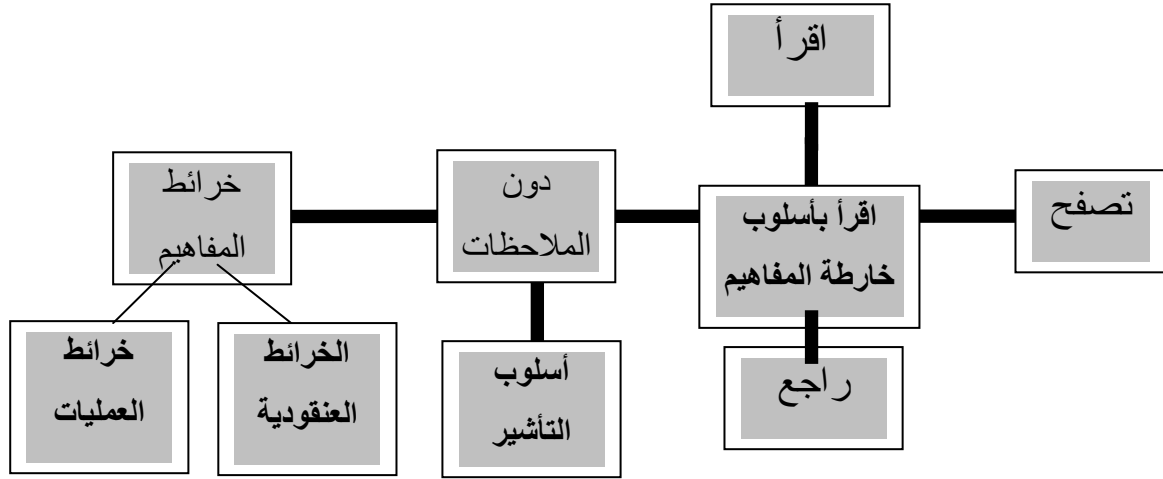 اقرأ
تصفح
اقرأ بأسلوب
خارطة المفاهيم
دون
الملاحظات
خرائط
المفاهيم
راجع
أسلوب
التأشير
الخرائط
العنقودية
خرائط
العمليات